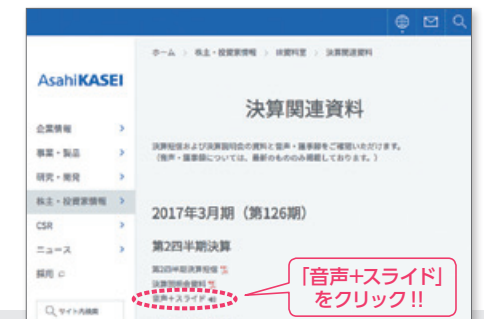 ホーム > 株主・投資家情報 > IR資料室 > 決算関連資料
AsahiKASEI
決算関連資料
企業情報
事業・製品
研究・開発
株主・投資家情報
CSR
ニュース
採用
サイト内検索
決算短信および決算説明会の資料と音声・議事録をご確認いただけます。
(音声・議事録については、最新のもののみ掲載しております。)
2017年3月期(第126期)
第2四半期決算
第2四半期決算短信
決算説明会資料
音声+スライド
「音声+スライド」
をクリック!!